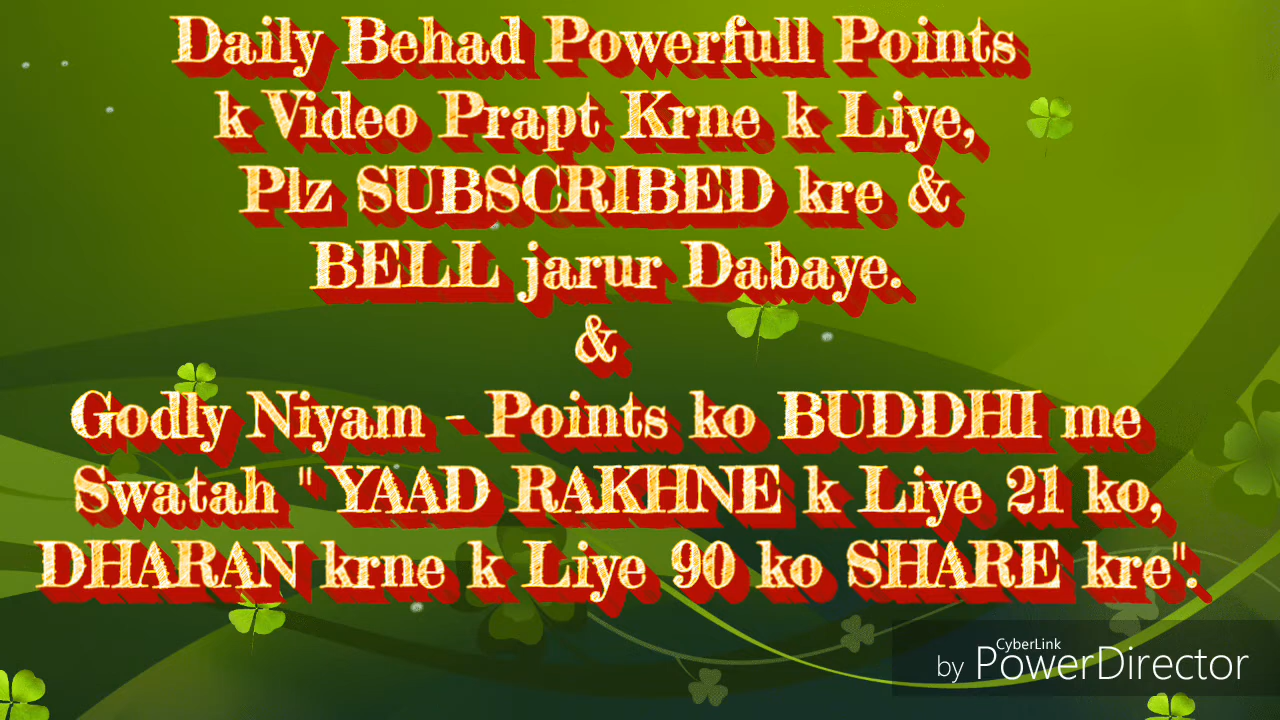 Daily Behad Powerfull Points
k Video Prapt Krne k Liye,
Plz SUBSCRIBED kre &
BELL jarur Dabaye.
&
Godly Niyam - Points ko BUDDHI me
Swatah " YAAD RAKHNE k Liye 21 ko,
DHARAN krne k Liye 90 ko SHARE kre".
CyberLink
by PowerDirector